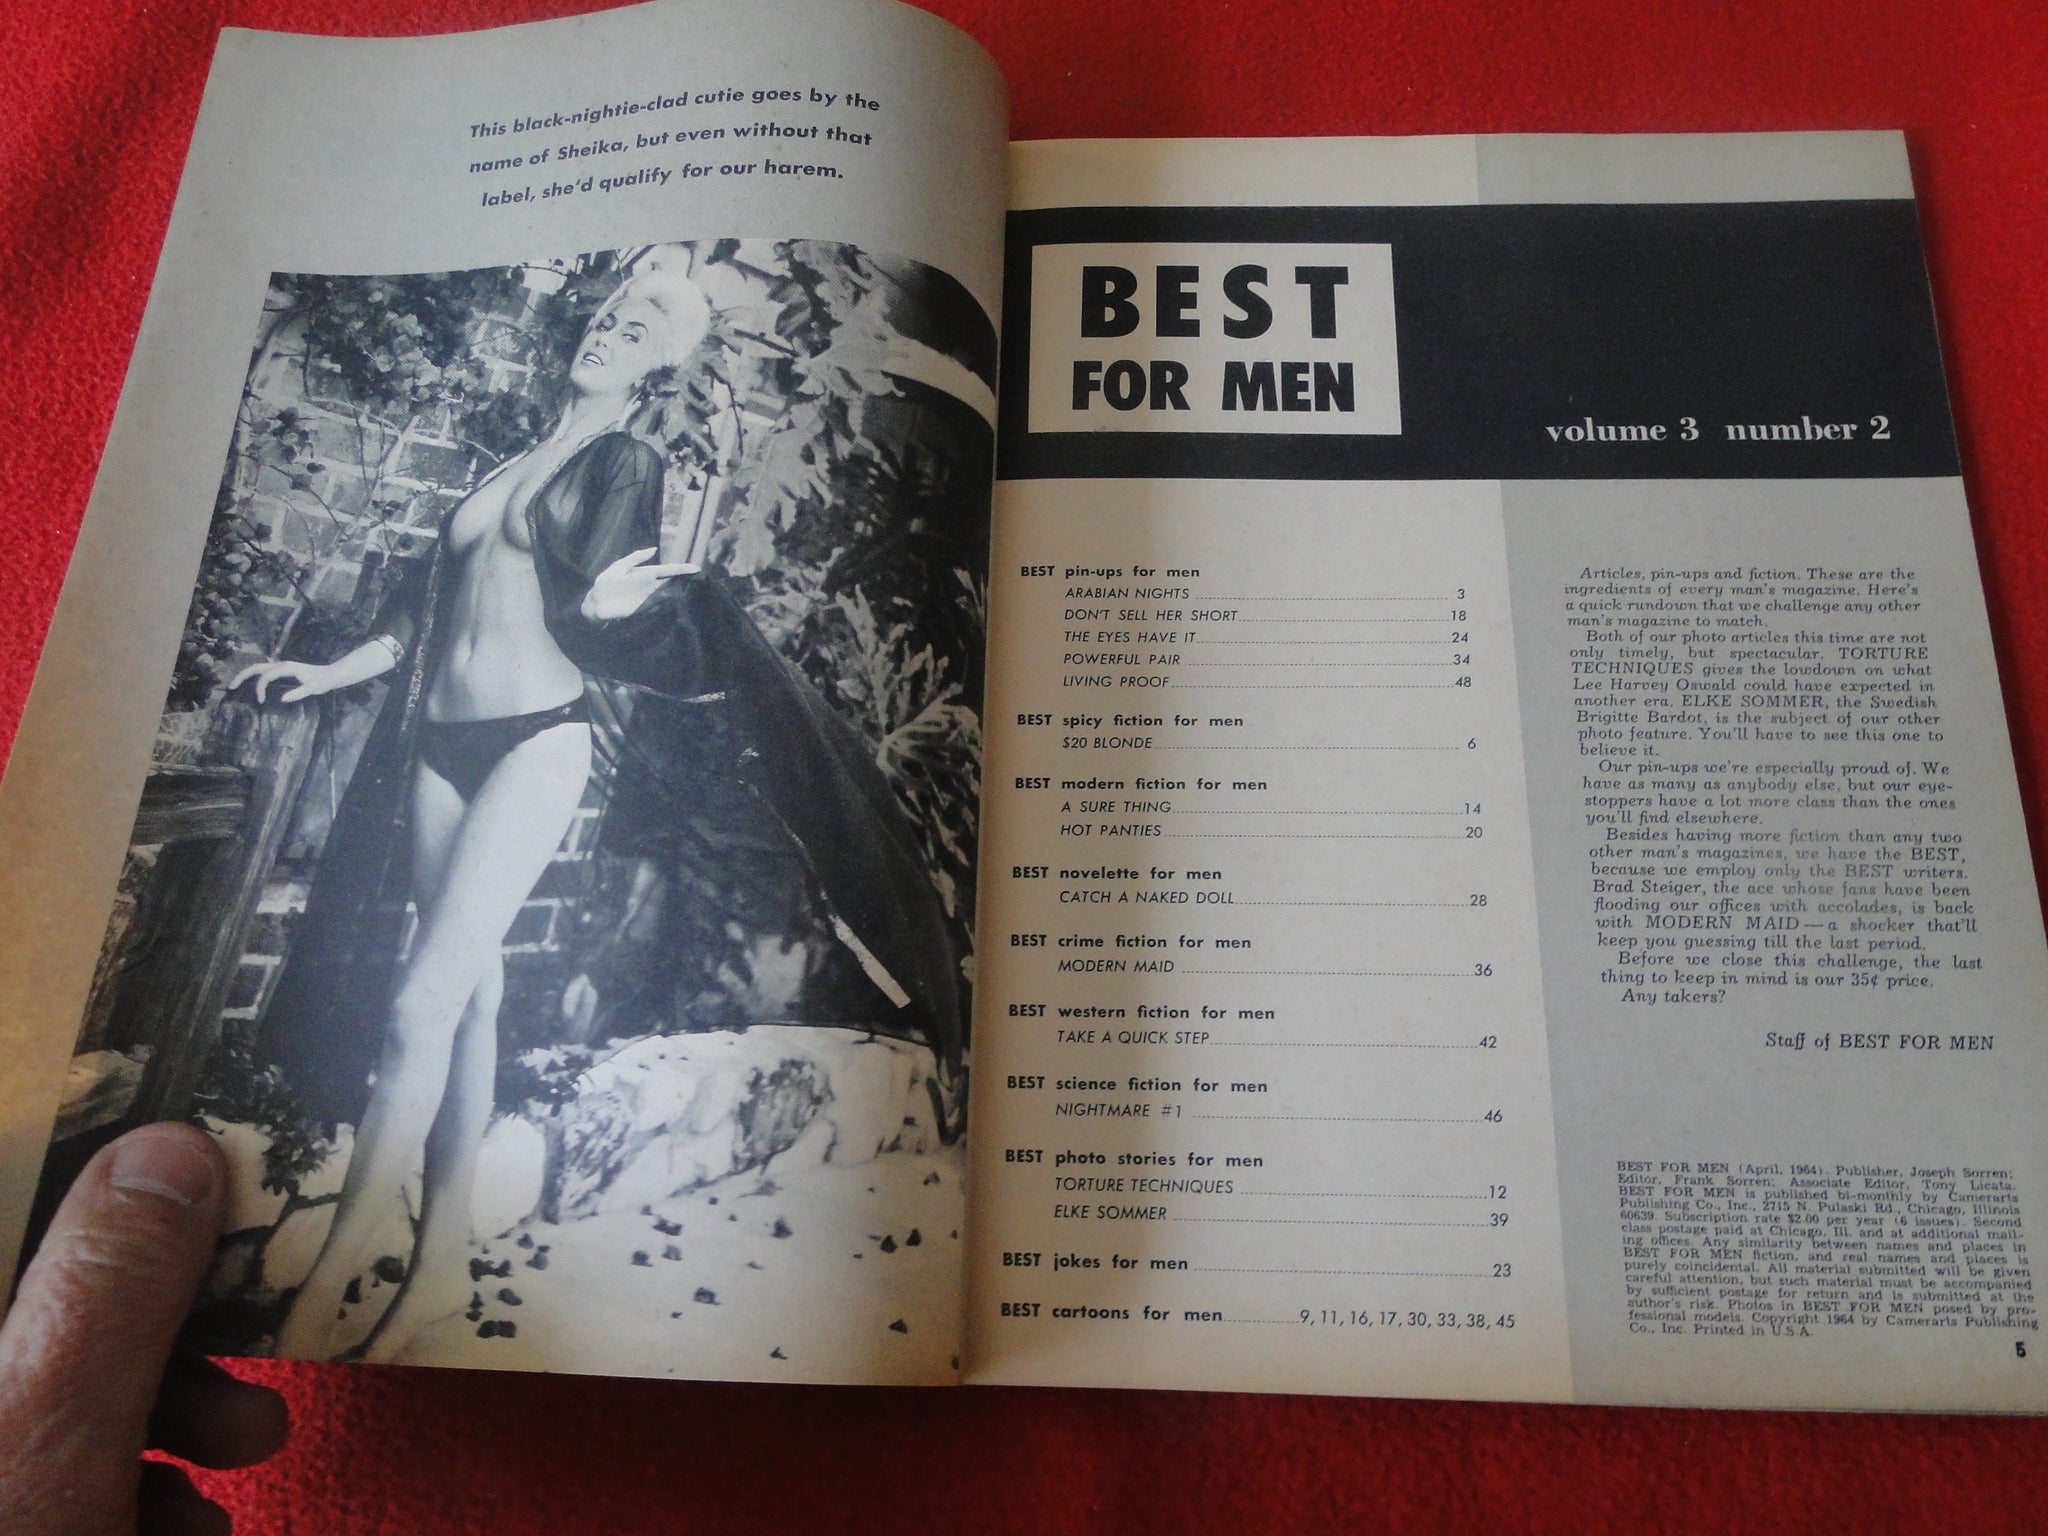 This black-nightie-clad cutie goes by the
name of Sheika, but even without that
label, she'd qualify for our harem.
BEST
FOR MEN
volume 3 number 2
BEST pin-ups for men
ARABIAN NIGHTS 3
DON'T SELL HER SHORT 18
THE EYES HAVE IT 24
POWERFUL PAIR 34
LIVING PROOF 48
BEST spicy fiction for men
$20 BLONDE 6
BEST modern fiction for men
A SURE THING 14
HOT PANTIES 20
BEST novelette for men
CATCH A NAKED DOLL 28
BEST crime fiction for men
MODERN MAID 36
BEST western fiction for men
TAKE A QUICK STEP 42
BEST science fiction for men
NIGHTMARE #1 46
BEST photo stories for men
TORTURE TECHNIQUES 12
ELKE SOMMER 39
BEST jokes for men 23
BEST cartoons for men 9, 11, 16, 17, 30, 33, 38, 45
Articles, pin-ups and fiction. These are the
ingredients of every man's magazine. Here's
a quick rundown that we challenge any other
man's magazine to match.
Both of our photo articles this time are not
only timely, but spectacular. TORTURE
TECHNIQUES gives the lowdown on what
Lee Harvey Oswald could have expected in
another era. ELKE SOMMER, the Swedish
Brigitte Bardot, is the subject of our other
photo feature. You'll have to see this one to
believe it.
Our pin-ups we're especially proud of. We
have as many as anybody else, but our eye-
stoppers have a lot more class than the ones
you'll find elsewhere.
Besides having more fiction than any two
other man's magazines, we have the BEST,
because we employ only the BEST writers.
Brad Steiger, the ace whose fans have been
flooding our offices with accolades, is back
with MODERN MAID — a shocker that'll
keep you guessing till the last period.
Before we close this challenge, the last
thing to keep in mind is our 35¢ price.
Any takers?
Staff of BEST FOR MEN
BEST FOR MEN (April, 1964). Publisher, Joseph Sorren;
Editor, Frank Sorren; Associate Editor, Tony Licata.
BEST FOR MEN is published bi-monthly by Camerarts
Publishing Co., Inc., 2715 N. Pulaski Rd., Chicago, Illinois
60639. Subscription rate $2.00 per year (6 issues). Second
class postage paid at Chicago, Ill. and at additional mail-
ing offices. Any similarity between names and places in
BEST FOR MEN fiction, and real names and places is
purely coincidental. All material submitted will be given
careful attention, but such material must be accompanied
by sufficient postage for return and is submitted at the
author's risk. Photos in BEST FOR MEN posed by pro-
fessional models. Copyright 1964 by Camerarts Publishing
Co., Inc. Printed in U.S.A.
5